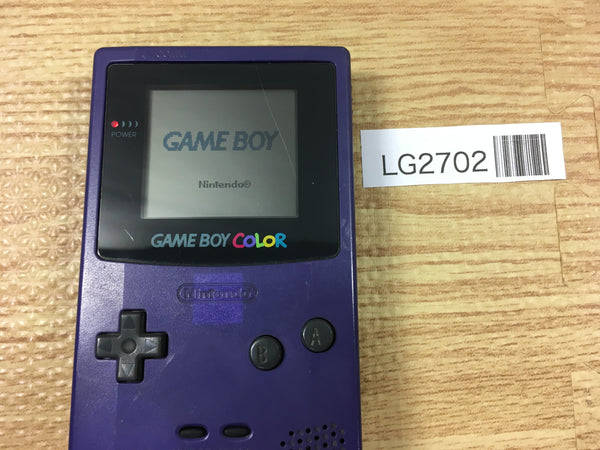 POWER
GAME BOY
Nintendo®
GAME BOY COLOR
Nintendo
B
A
LG2702